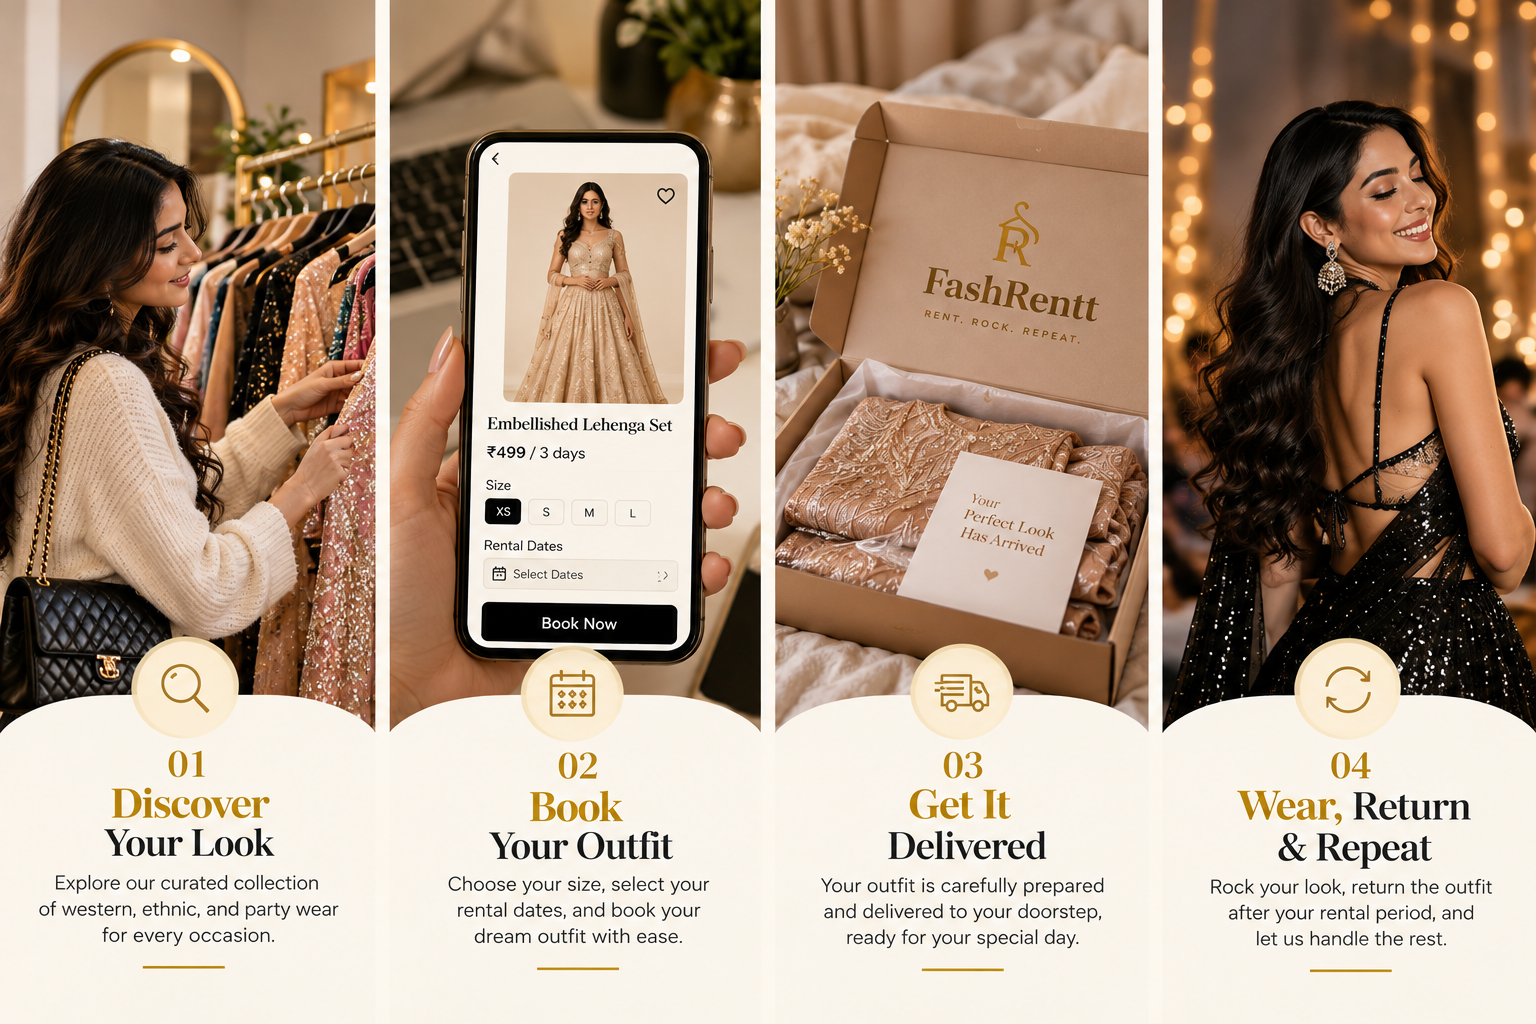 01
Discover
Your Look
Explore our curated collection
of western, ethnic, and party wear
for every occasion.
Embellished Lehenga Set
₹499 / 3 days
Size
XS S M L
Rental Dates
Select Dates
Book Now
02
Book
Your Outfit
Choose your size, select your
rental dates, and book your
dream outfit with ease.
FashRentt
RENT. ROCK. REPEAT.
Your
Perfect Look
Has Arrived
03
Get It
Delivered
Your outfit is carefully prepared
and delivered to your doorstep,
ready for your special day.
04
Wear, Return
& Repeat
Rock your look, return the outfit
after your rental period, and
let us handle the rest.